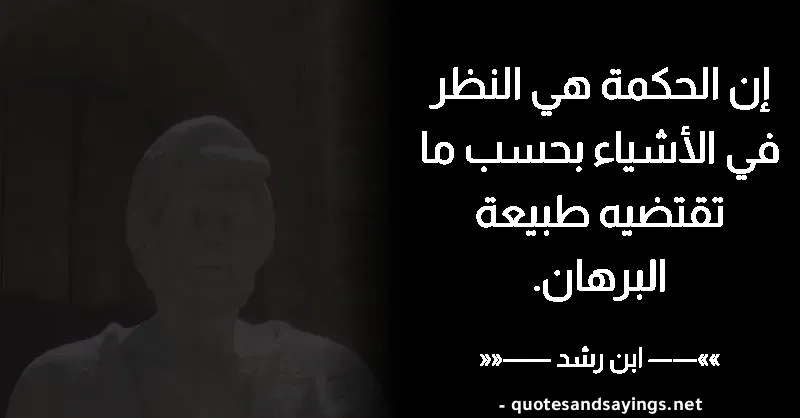 إن الحكمة هي النظر
في الأشياء بحسب ما
تقتضيه طبيعة
البرهان.
»»—— ابن رشد ——««
- quotesandsayings.net